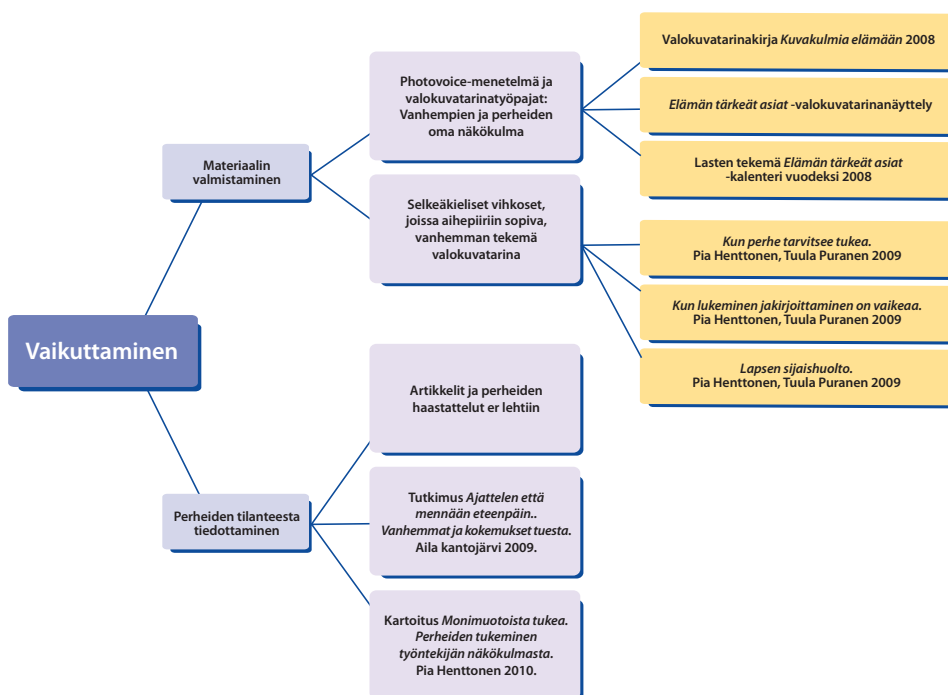 Vaikuttaminen
Materiaalin
valmistaminen
Photovoice-menetelmä ja
valokuvatarinatyöpajat:
Vanhempien ja perheiden
oma näkökulma
Valokuvatarinakirja Kuvakulmia elämään 2008
Elämän tärkeät asiat -valokuvatarinanäyttely
Lasten tekemä Elämän tärkeät asiat
-kalenteri vuodeksi 2008
Selkeäkieliset vihkoset,
joissa aihepiiriin sopiva,
vanhemman tekemä
valokuvatarina
Kun perhe tarvitsee tukea.
Pia Henttonen, Tuula Puranen 2009
Kun lukeminen jakirjoittaminen on vaikeaa.
Pia Henttonen, Tuula Puranen 2009
Lapsen sijaishuolto.
Pia Henttonen, Tuula Puranen 2009
Perheiden tilanteesta
tiedottaminen
Artikkelit ja perheiden
haastattelut er lehtiin
Tutkimus Ajattelen että
mennään eteenpäin..
Vanhemmat ja kokemukset tuesta.
Aila kantojärvi 2009.
Kartoitus Monimuotoista tukea.
Perheiden tukeminen
työntekijän näkökulmasta.
Pia Henttonen 2010.